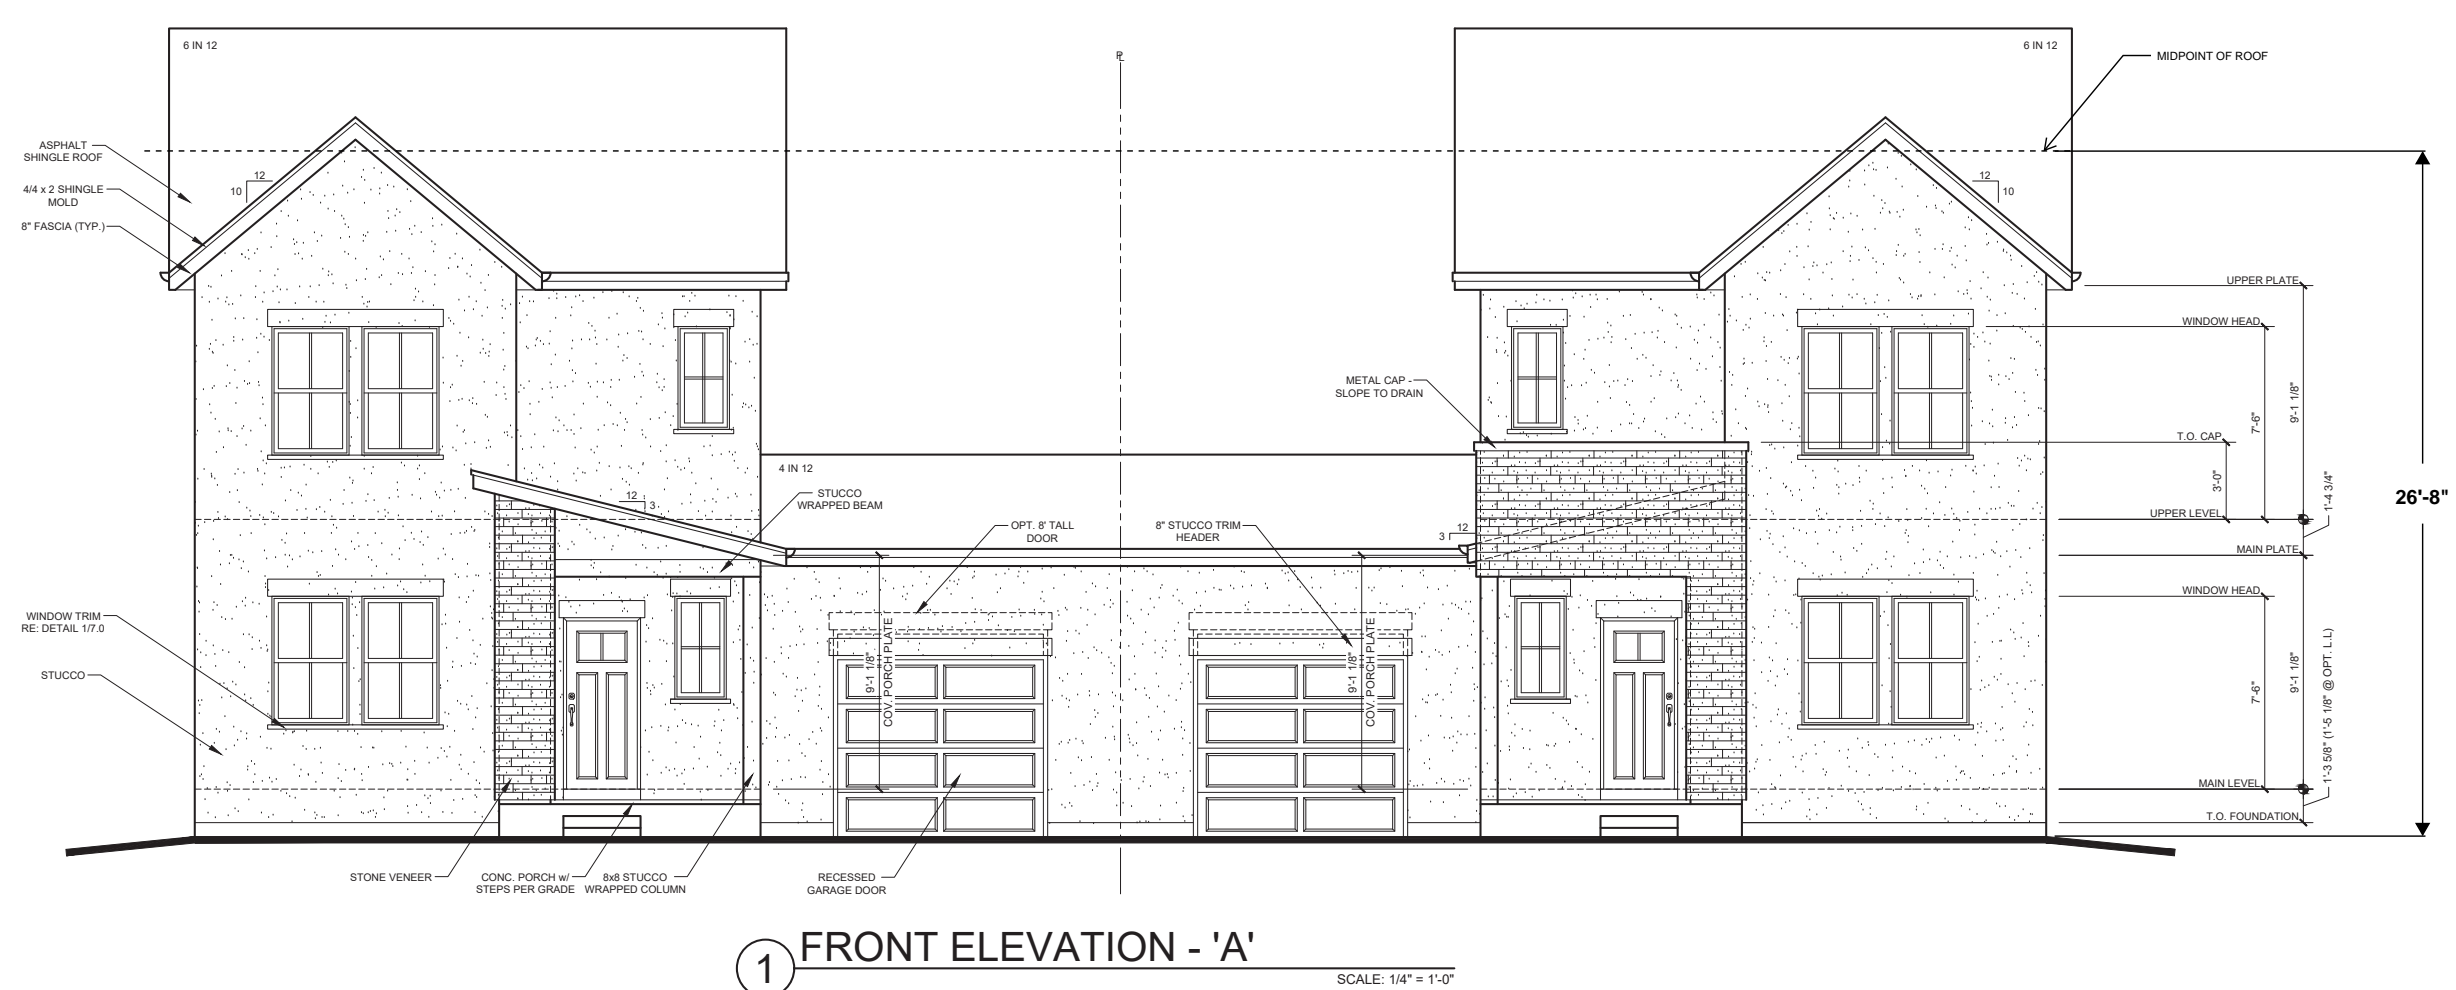 6 IN 12
PL
6 IN 12
MIDPOINT OF ROOF
ASPHALT
SHINGLE ROOF
12
10
12
10
4/4 x 2 SHINGLE
MOLD
8" FASCIA (TYP.)
UPPER PLATE
WINDOW HEAD
METAL CAP -
SLOPE TO DRAIN
9'-1 1/8"
7'-6"
T.O. CAP
3'-0"
1'-4 3/4"
26'-8"
4 IN 12
12
3
STUCCO
WRAPPED BEAM
OPT. 8' TALL
DOOR
8" STUCCO TRIM
HEADER
12
3
UPPER LEVEL
MAIN PLATE
WINDOW HEAD
WINDOW TRIM
RE: DETAIL 1/7.0
STUCCO
9'-1 1/8"
COV. PORCH PLATE
9'-1 1/8"
COV. PORCH PLATE
9'-1 1/8"
7'-6"
1'-3 5/8" (1'-5 1/8" @ OPT. L.L)
MAIN LEVEL
T.O. FOUNDATION
STONE VENEER
CONC. PORCH w/
STEPS PER GRADE
8x8 STUCCO
WRAPPED COLUMN
RECESSED
GARAGE DOOR
1
FRONT ELEVATION - 'A'
SCALE: 1/4" = 1'-0"